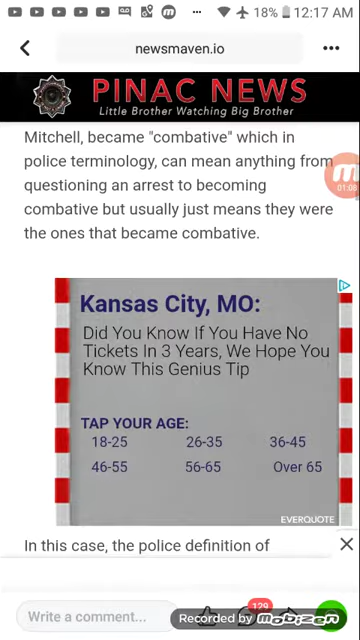 18% 12:17 AM
newsmaven.io
PINAC NEWS
Little Brother Watching Big Brother
Mitchell, became "combative" which in
police terminology, can mean anything from
questioning an arrest to becoming
combative but usually just means they were
the ones that became combative.
1:08
Kansas City, MO:
Did You Know If You Have No
Tickets In 3 Years, We Hope You
Know This Genius Tip
TAP YOUR AGE:
18-25 26-35 36-45
46-55 56-65 Over 65
EVERQUOTE
In this case, the police definition of
Write a comment...
129
Recorded by mobizen